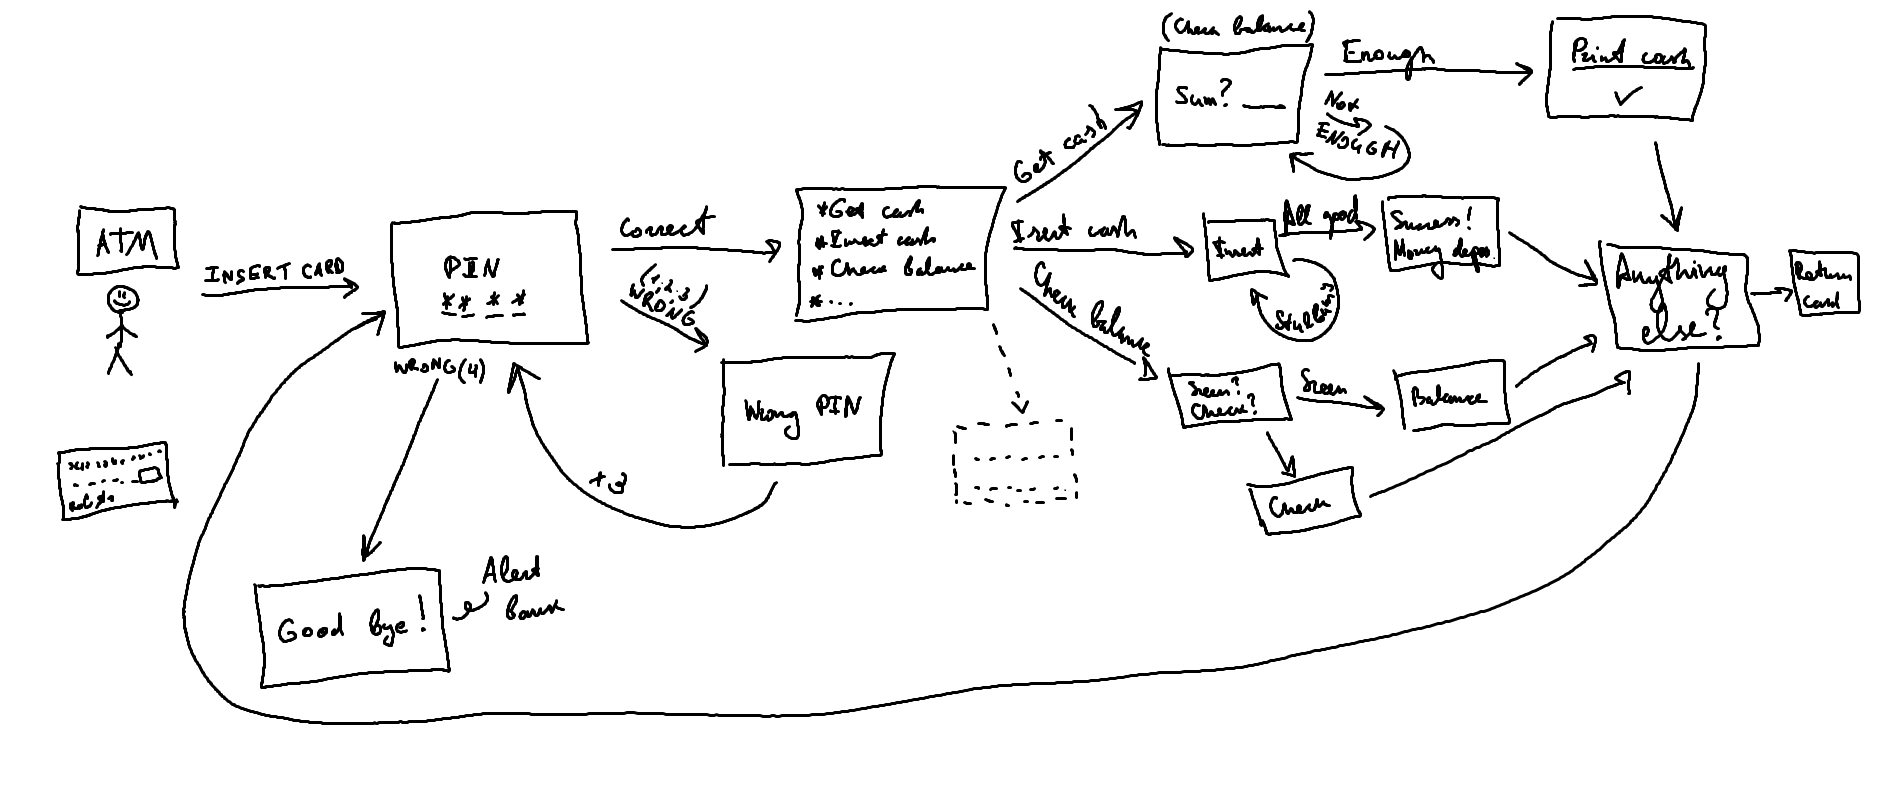 (Check balance)
Sum? ___
Enough
Not
ENOUGH
Print cash
ATM
INSERT CARD
PIN
* * * *
WRONG(4)
Correct
(1,2,3)
WRONG
Wrong PIN
x3
Good bye!
Alert
Bank
*Get cash
*Insert cash
*Check balance
*...
Get cash
Insert cash
Check balance
Insert
All good
Success!
Money depos.
Screen?
Check?
Screen
Balance
Check
Anything
else?
Return
card